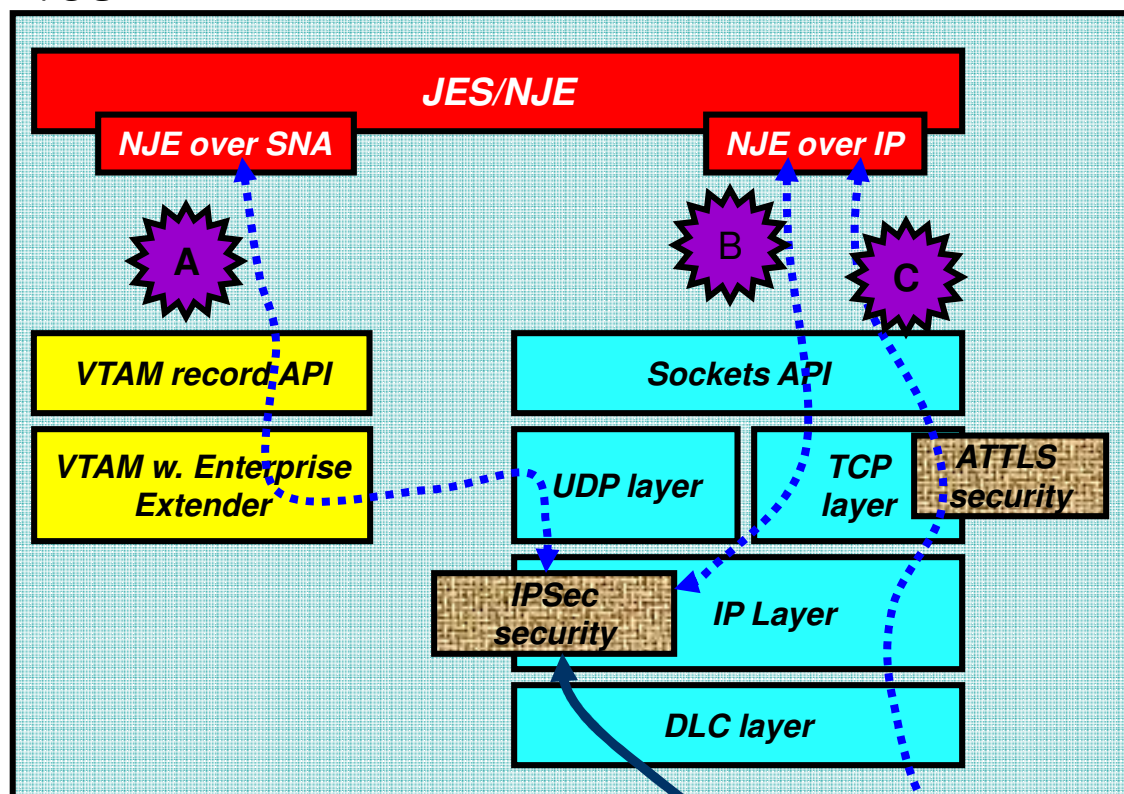 JES/NJE
NJE over SNA
NJE over IP
A
B
C
VTAM record API
Sockets API
VTAM w. Enterprise
Extender
UDP layer
TCP
layer
ATTLS
security
IPSec
security
IP Layer
DLC layer